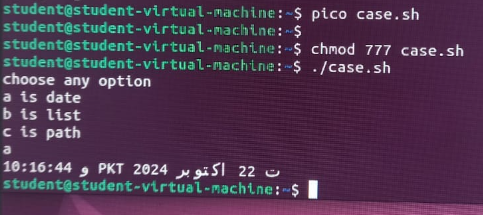 student@student-virtual-machine:~$ pico case.sh
student@student-virtual-machine:~$
student@student-virtual-machine:~$ chmod 777 case.sh
student@student-virtual-machine:~$ ./case.sh
choose any option
a is date
b is list
c is path
a
10:16:44 و PKT 2024 ت 22 اکتوبر
student@student-virtual-machine:~$